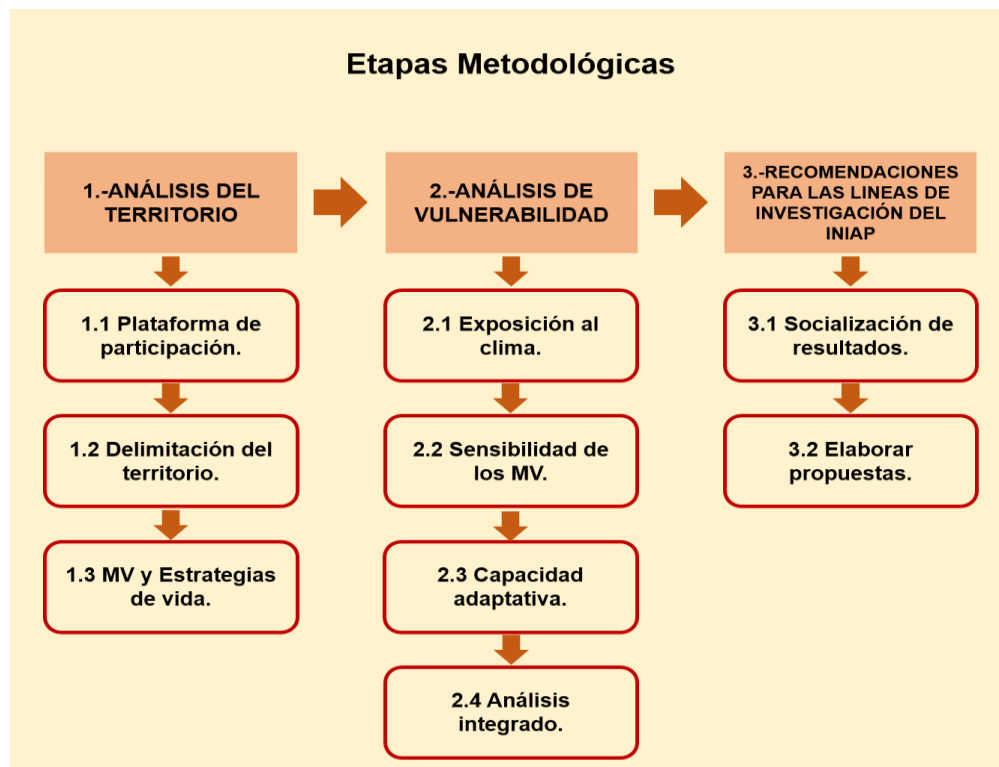 Etapas Metodológicas
1.-ANÁLISIS DEL
TERRITORIO
1.1 Plataforma de
participación.
1.2 Delimitación del
territorio.
1.3 MV y Estrategias
de vida.
2.-ANÁLISIS DE
VULNERABILIDAD
2.1 Exposición al
clima.
2.2 Sensibilidad de
los MV.
2.3 Capacidad
adaptativa.
2.4 Análisis
integrado.
3.-RECOMENDACIONES
PARA LAS LINEAS DE
INVESTIGACIÓN DEL
INIAP
3.1 Socialización de
resultados.
3.2 Elaborar
propuestas.